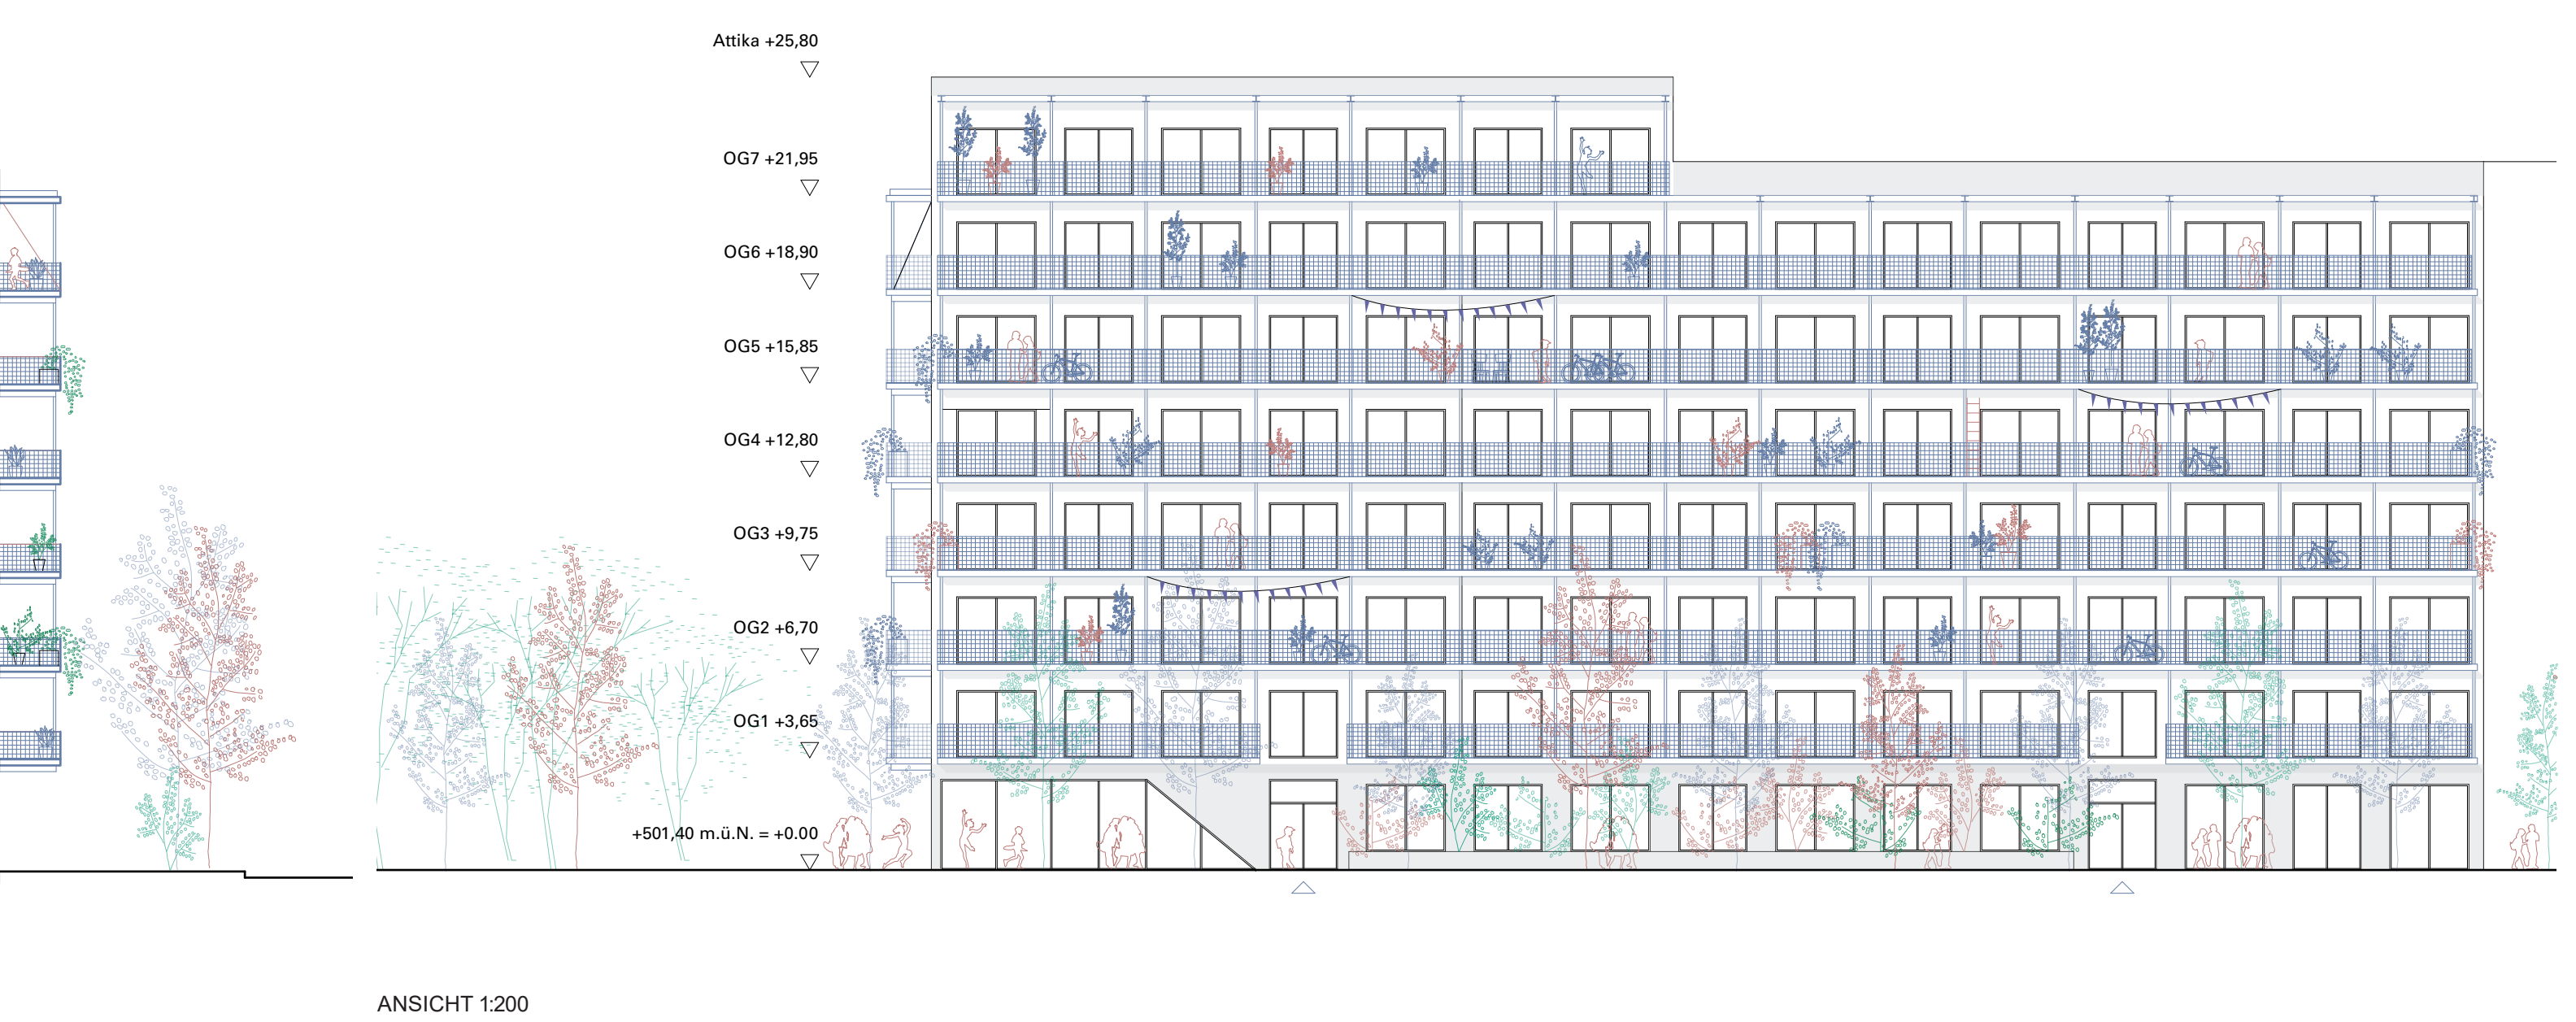 Attika +25,80
OG7 +21,95
OG6 +18,90
OG5 +15,85
OG4 +12,80
OG3 +9,75
OG2 +6,70
OG1 +3,65
+501,40 m.ü.N. = +0.00
ANSICHT 1:200